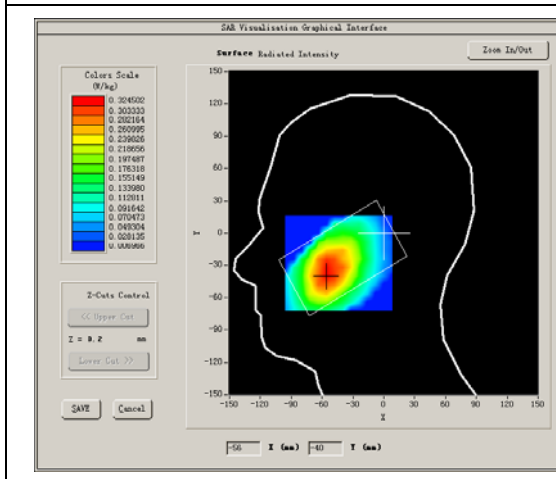 SAR Visualisation Graphical Interface
Surface Radiated Intensity
Zoom In/Out
Colors Scale
(W/kg)
0.324502
0.303333
0.282164
0.260995
0.239826
0.218656
0.197487
0.176318
0.155149
0.133980
0.112811
0.091642
0.070473
0.049304
0.028135
0.006966
150
120
90
60
30
0
-30
-60
-90
-120
-150
Y
-150 -120 -90 -60 -30 0 30 60 90 120 150
X
Z-Cuts Control
<< Upper Cut
Z = 0.2 mm
Lower Cut >>
SAVE
Cancel
-56 X (mm) -40 Y (mm)